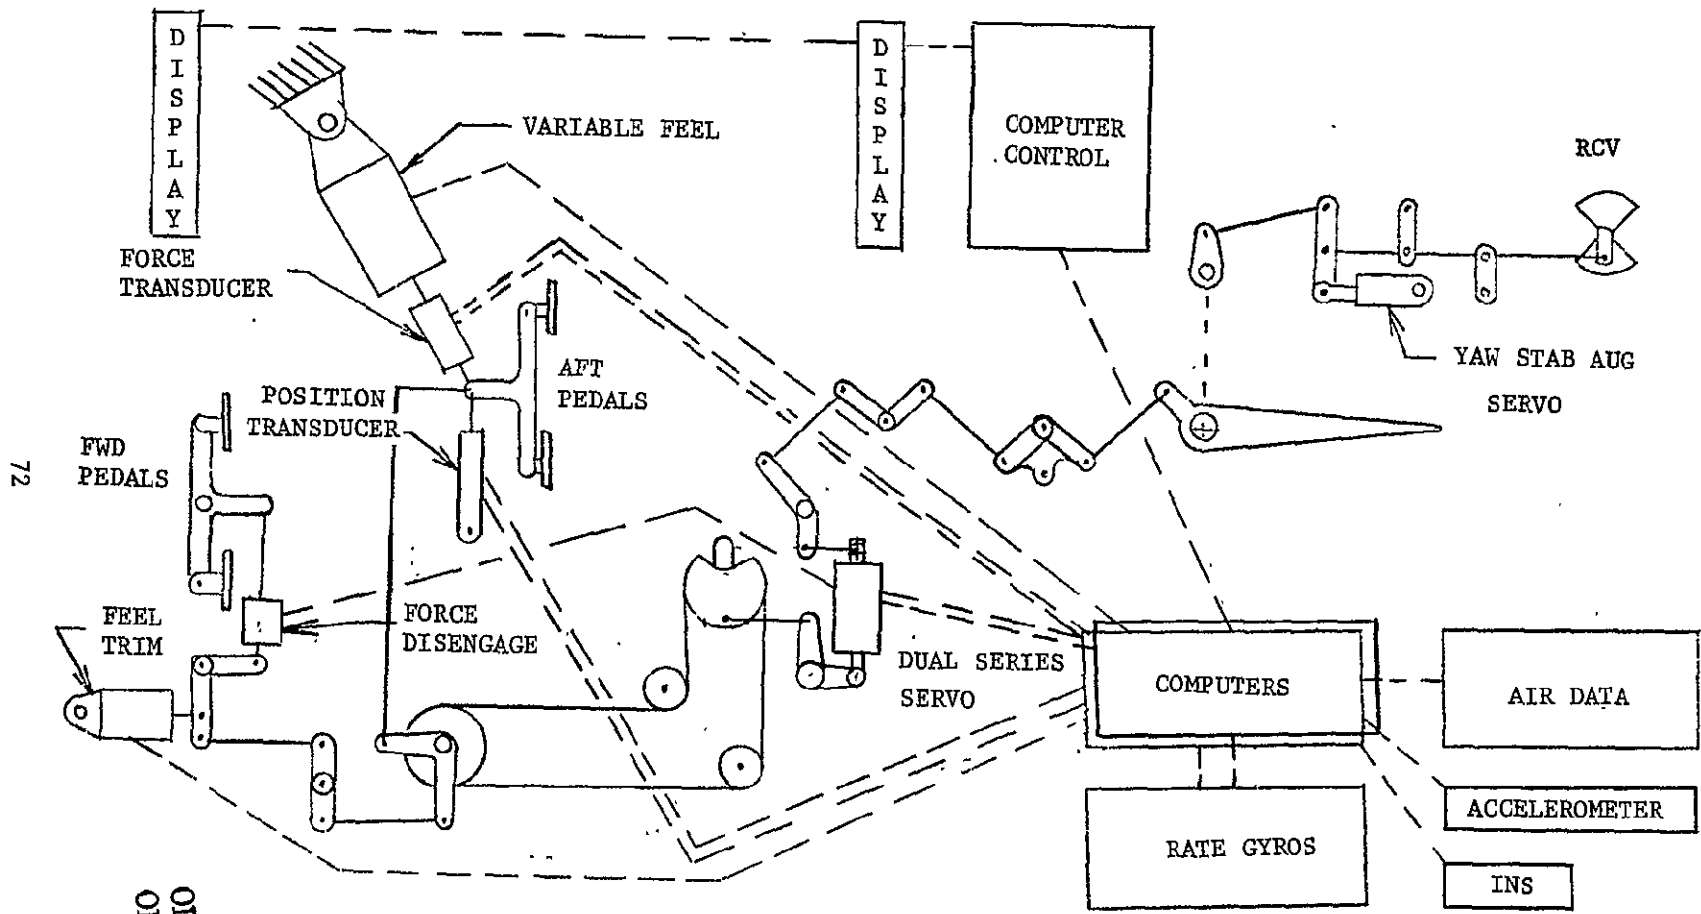 DISPLAY
DISPLAY
VARIABLE FEEL
COMPUTER
CONTROL
RCV
FORCE
TRANSDUCER
YAW STAB AUG
SERVO
AFT
PEDALS
POSITION
TRANSDUCER
FWD
PEDALS
72
FEEL
TRIM
FORCE
DISENGAGE
DUAL SERIES
SERVO
COMPUTERS
AIR DATA
ACCELEROMETER
RATE GYROS
INS